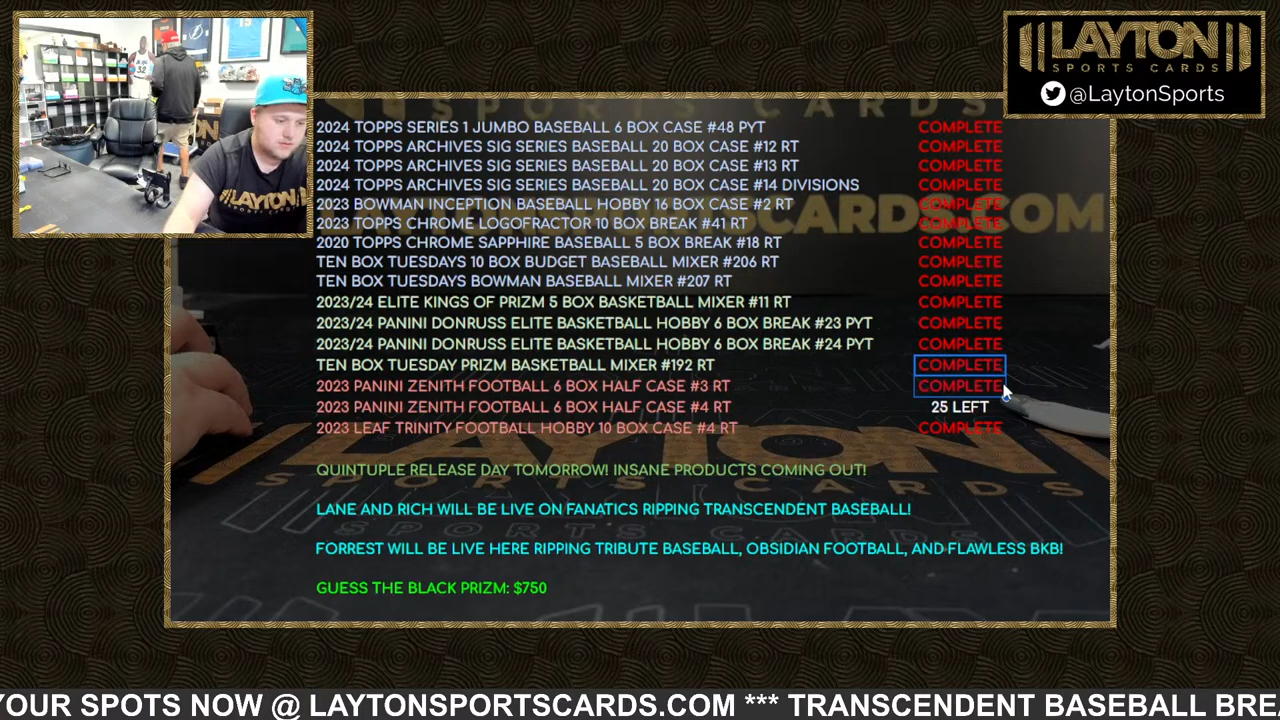 LAYTON
SPORTS CARDS
@LaytonSports
SPORTS CARDS
2024 TOPPS SERIES 1 JUMBO BASEBALL 6 BOX CASE #48 PYT COMPLETE
2024 TOPPS ARCHIVES SIG SERIES BASEBALL 20 BOX CASE #12 RT COMPLETE
2024 TOPPS ARCHIVES SIG SERIES BASEBALL 20 BOX CASE #13 RT COMPLETE
2024 TOPPS ARCHIVES SIG SERIES BASEBALL 20 BOX CASE #14 DIVISIONS COMPLETE
2023 BOWMAN INCEPTION BASEBALL HOBBY 16 BOX CASE #2 RT COMPLETE
2023 TOPPS CHROME LOGOFRACTOR 10 BOX BREAK #41 RT COMPLETE
2020 TOPPS CHROME SAPPHIRE BASEBALL 5 BOX BREAK #18 RT COMPLETE
TEN BOX TUESDAYS 10 BOX BUDGET BASEBALL MIXER #206 RT COMPLETE
TEN BOX TUESDAYS BOWMAN BASEBALL MIXER #207 RT COMPLETE
2023/24 ELITE KINGS OF PRIZM 5 BOX BASKETBALL MIXER #11 RT COMPLETE
2023/24 PANINI DONRUSS ELITE BASKETBALL HOBBY 6 BOX BREAK #23 PYT COMPLETE
2023/24 PANINI DONRUSS ELITE BASKETBALL HOBBY 6 BOX BREAK #24 PYT COMPLETE
TEN BOX TUESDAY PRIZM BASKETBALL MIXER #192 RT COMPLETE
2023 PANINI ZENITH FOOTBALL 6 BOX HALF CASE #3 RT COMPLETE
2023 PANINI ZENITH FOOTBALL 6 BOX HALF CASE #4 RT 25 LEFT
2023 LEAF TRINITY FOOTBALL HOBBY 10 BOX CASE #4 RT COMPLETE
QUINTUPLE RELEASE DAY TOMORROW! INSANE PRODUCTS COMING OUT!
LANE AND RICH WILL BE LIVE ON FANATICS RIPPING TRANSCENDENT BASEBALL!
FORREST WILL BE LIVE HERE RIPPING TRIBUTE BASEBALL, OBSIDIAN FOOTBALL, AND FLAWLESS BKB!
GUESS THE BLACK PRIZM: $750
YOUR SPOTS NOW @ LAYTONSPORTSCARDS.COM *** TRANSCENDENT BASEBALL BRE